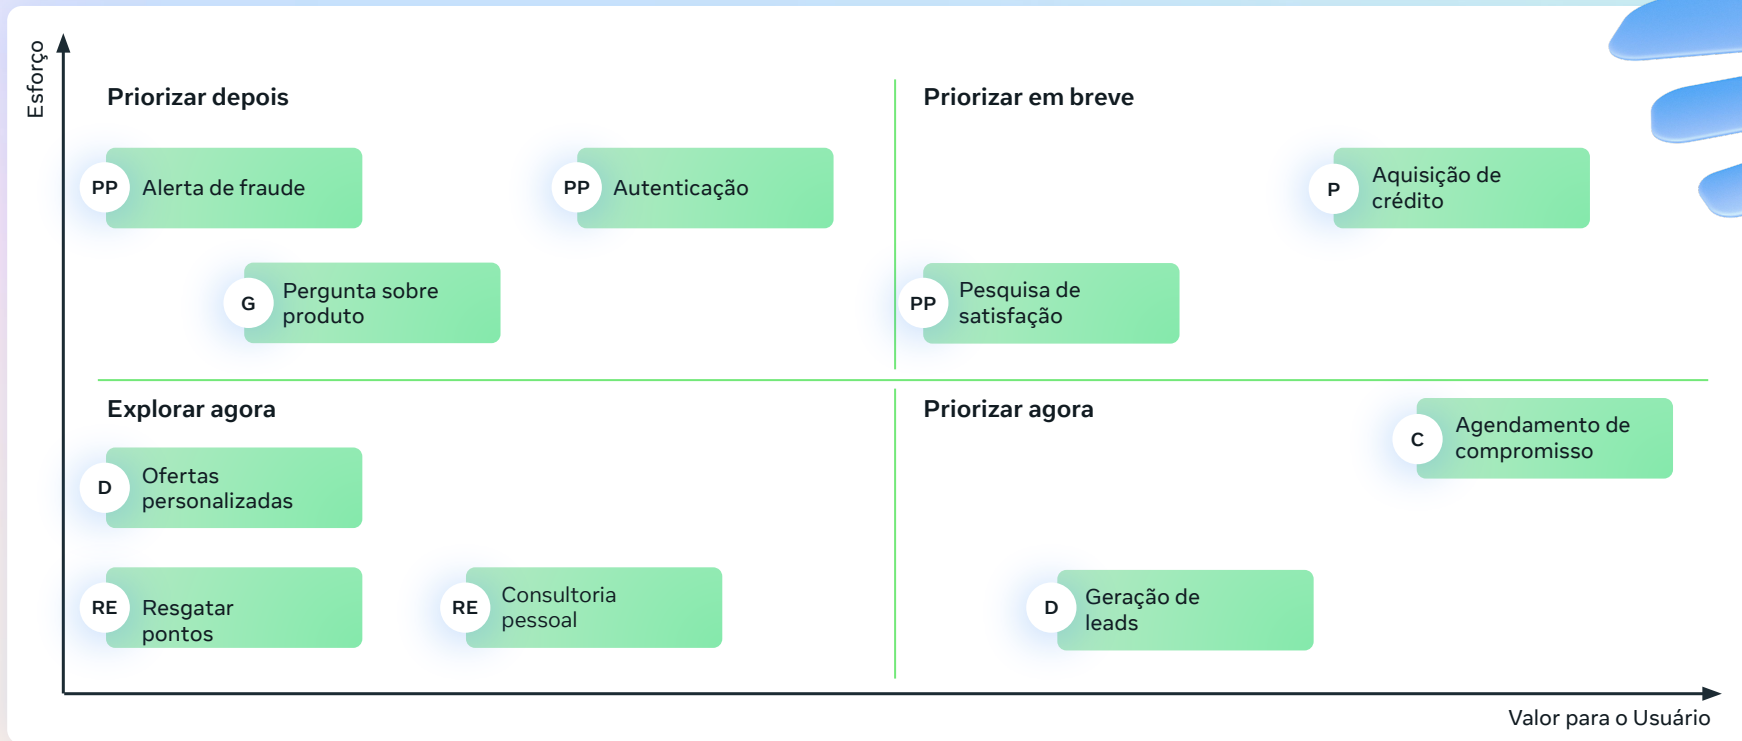 Esforço
Priorizar depois
Priorizar em breve
PP
Alerta de fraude
PP
Autenticação
P
Aquisição de
crédito
G
Pergunta sobre
produto
PP
Pesquisa de
satisfação
Explorar agora
Priorizar agora
C
Agendamento de
compromisso
D
Ofertas
personalizadas
RE
Resgatar
pontos
RE
Consultoria
pessoal
D
Geração de
leads
Valor para o Usuário